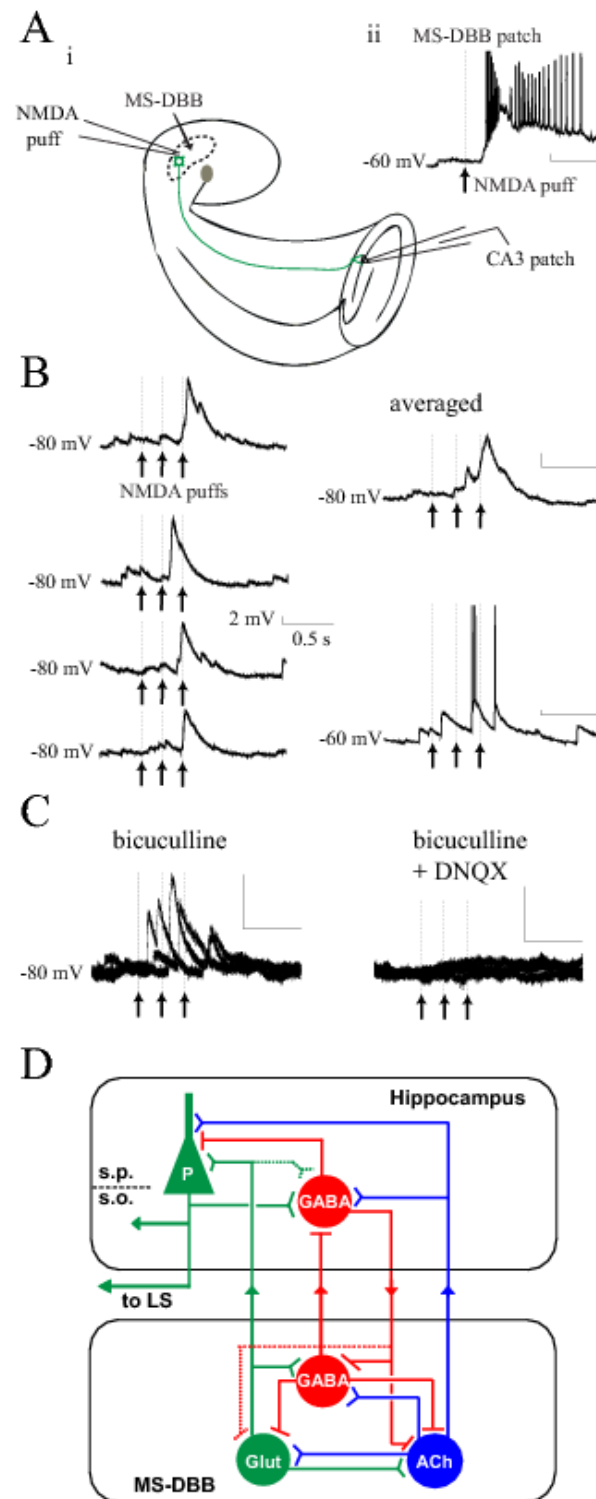 A
i
ii
MS-DBB patch
MS-DBB
NMDA
puff
-60 mV
NMDA puff
CA3 patch
B
averaged
-80 mV
-80 mV
NMDA puffs
-80 mV
2 mV
0.5 s
-80 mV
-60 mV
-80 mV
C
bicuculline
bicuculline
+ DNQX
-80 mV
D
Hippocampus
P
s.p.
s.o.
GABA
to LS
GABA
Glut
ACh
MS-DBB